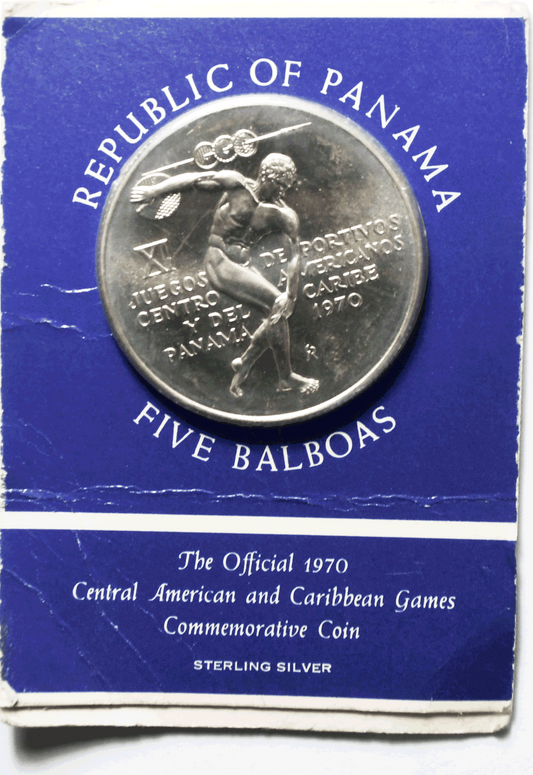 REPUBLIC OF PANAMA
XI
JUEGOS DEPORTIVOS
CENTRO AMERICANOS
Y DEL CARIBE
PANAMA 1970
FIVE BALBOAS
The Official 1970
Central American and Caribbean Games
Commemorative Coin
STERLING SILVER